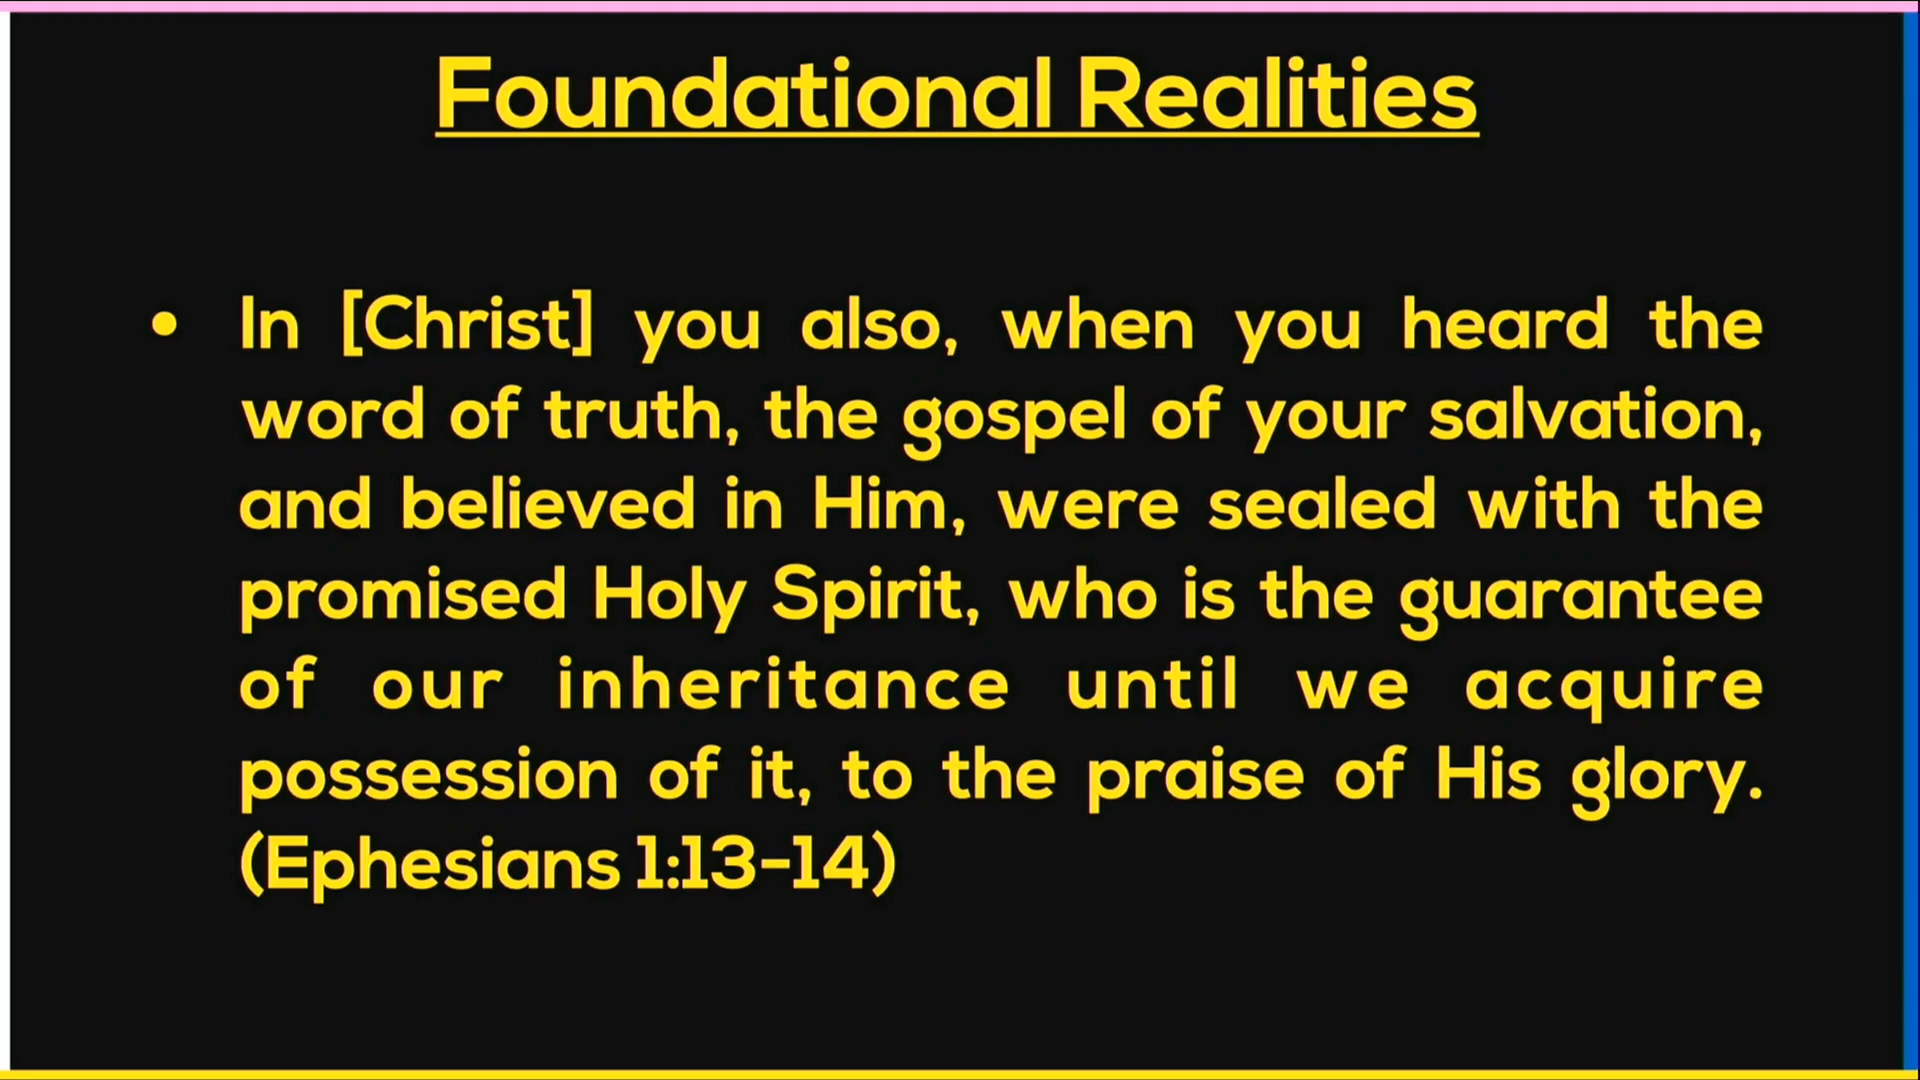 Foundational Realities
• In [Christ] you also, when you heard the
word of truth, the gospel of your salvation,
and believed in Him, were sealed with the
promised Holy Spirit, who is the guarantee
of our inheritance until we acquire
possession of it, to the praise of His glory.
(Ephesians 1:13-14)